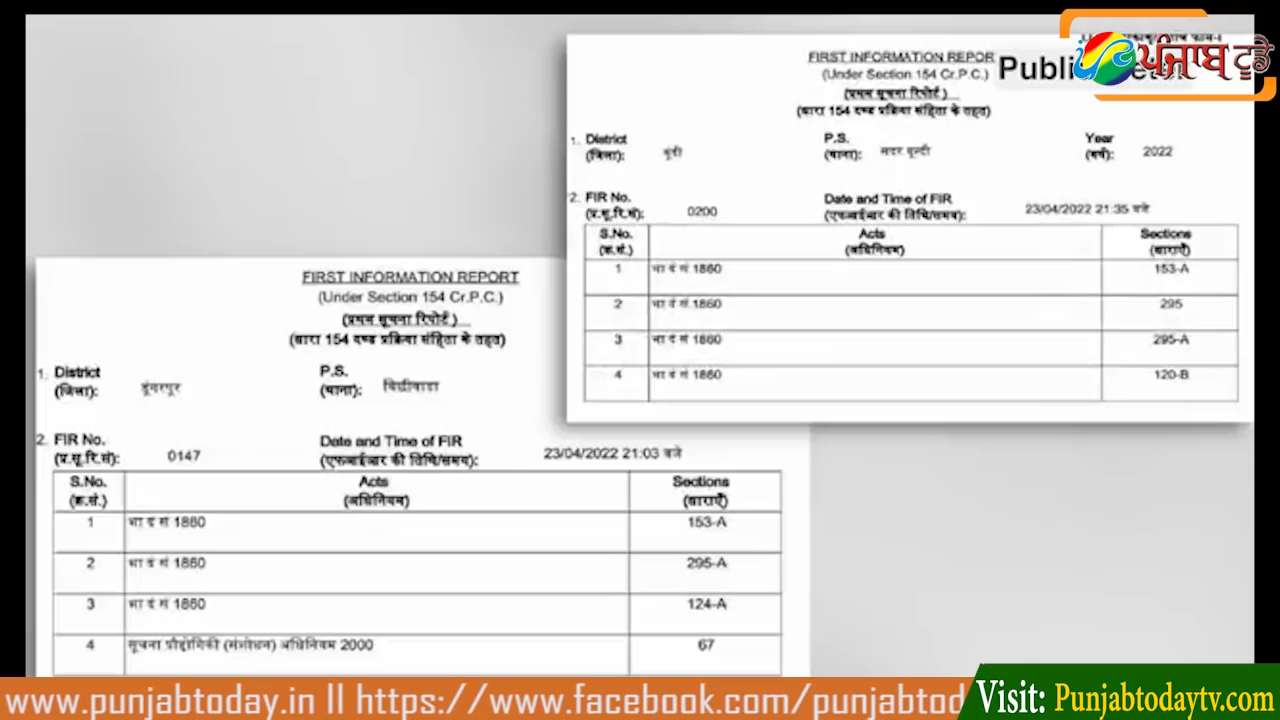 ਪੰਜਾਬ ਟੂਡੇ
FIRST INFORMATION REPOR
Publi
(Under Section 154 Cr.P.C.)
(प्रथम सूचना रिपोर्ट )
(धारा 154 दण्ड प्रक्रिया संहिता के तहत)
1. District P.S. Year
(जिला): बूंदी (थाना): सदर बून्दी (वर्ष): 2022
2. FIR No. Date and Time of FIR
(प्र.सू.रि.सं): 0200 (एफआईआर की तिथि/समय): 23/04/2022 21:35 बजे
S.No. Acts Sections
(क्र.सं.) (अधिनियम) (धाराएँ)
1 भा दं सं 1860 153-A
2 भा दं सं 1860 295
3 भा दं सं 1860 295-A
4 भा दं सं 1860 120-B
FIRST INFORMATION REPORT
(Under Section 154 Cr.P.C.)
(प्रथम सूचना रिपोर्ट )
(धारा 154 दण्ड प्रक्रिया संहिता के तहत)
1. District P.S.
(जिला): डूंगरपुर (थाना): बिछीवाडा
2. FIR No. Date and Time of FIR
(प्र.सू.रि.सं): 0147 (एफआईआर की तिथि/समय): 23/04/2022 21:03 बजे
S.No. Acts Sections
(क्र.सं.) (अधिनियम) (धाराएँ)
1 भा दं सं 1860 153-A
2 भा दं सं 1860 295-A
3 भा दं सं 1860 124-A
4 सूचना प्रौद्योगिकी (संशोधन) अधिनियम 2000 67
www.punjabtoday.in ll https://www.facebook.com/punjabtod
Visit: Punjabtodaytv.com